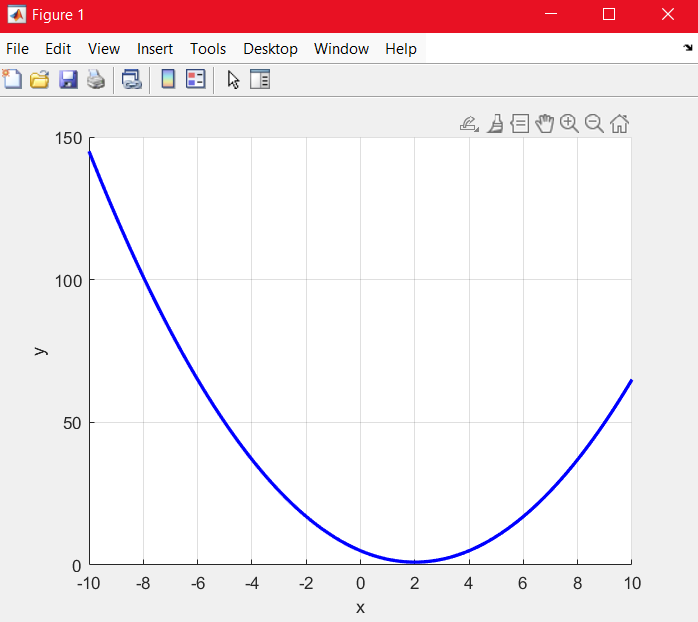 Figure 1
File Edit View Insert Tools Desktop Window Help
150
100
50
0
y
-10 -8 -6 -4 -2 0 2 4 6 8 10
x